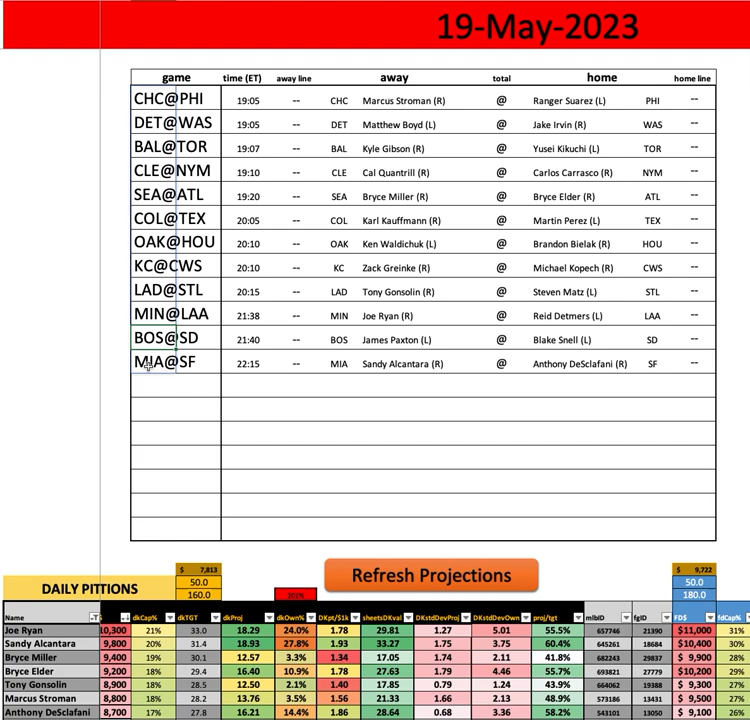 19-May-2023
game time (ET) away line away total home home line
CHC@PHI 19:05 -- CHC Marcus Stroman (R) @ Ranger Suarez (L) PHI --
DET@WAS 19:05 -- DET Matthew Boyd (L) @ Jake Irvin (R) WAS --
BAL@TOR 19:07 -- BAL Kyle Gibson (R) @ Yusei Kikuchi (L) TOR --
CLE@NYM 19:10 -- CLE Cal Quantrill (R) @ Carlos Carrasco (R) NYM --
SEA@ATL 19:20 -- SEA Bryce Miller (R) @ Bryce Elder (R) ATL --
COL@TEX 20:05 -- COL Karl Kauffmann (R) @ Martin Perez (L) TEX --
OAK@HOU 20:10 -- OAK Ken Waldichuk (L) @ Brandon Bielak (R) HOU --
KC@CWS 20:10 -- KC Zack Greinke (R) @ Michael Kopech (R) CWS --
LAD@STL 20:15 -- LAD Tony Gonsolin (R) @ Steven Matz (L) STL --
MIN@LAA 21:38 -- MIN Joe Ryan (R) @ Reid Detmers (L) LAA --
BOS@SD 21:40 -- BOS James Paxton (L) @ Blake Snell (L) SD --
MIA@SF 22:15 -- MIA Sandy Alcantara (R) @ Anthony DeSclafani (R) SF --
$ 7,813 $ 9,722
DAILY PITTIONS 50.0 Refresh Projections 50.0
160.0 201% 180.0
Name dkCap% dkTGT dkProj dkOwn% DKpt/$1k sheetsDKval DKstdDevProj DKstdDevOwn proj/tgt mlbID fgID FD$ fdCap%
Joe Ryan 10,300 21% 33.0 18.29 24.0% 1.78 29.81 1.27 5.01 55.5% 657746 21390 $11,000 31%
Sandy Alcantara 9,800 20% 31.4 18.93 27.8% 1.93 33.27 1.75 3.75 60.4% 645261 18684 $10,400 30%
Bryce Miller 9,400 19% 30.1 12.57 3.3% 1.34 17.05 1.74 2.11 41.8% 682243 29837 $ 9,900 28%
Bryce Elder 9,200 18% 29.4 16.40 10.9% 1.78 27.63 1.79 4.46 55.7% 693821 27779 $10,200 29%
Tony Gonsolin 8,900 18% 28.5 12.50 2.1% 1.40 17.85 0.79 1.24 43.9% 664062 19388 $ 9,300 27%
Marcus Stroman 8,800 18% 28.2 13.76 3.5% 1.56 21.33 1.66 2.13 48.9% 573186 13431 $ 9,600 27%
Anthony DeSclafani 8,700 17% 27.8 16.21 14.4% 1.86 28.64 0.68 3.36 58.2% 543101 13050 $ 9,100 26%